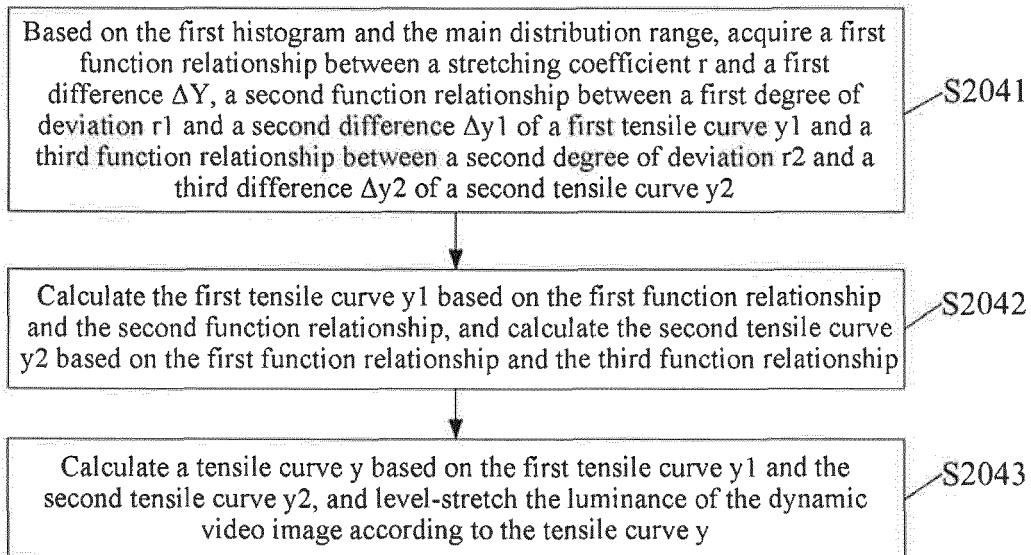 Based on the first histogram and the main distribution range, acquire a first
function relationship between a stretching coefficient r and a first
difference ΔY, a second function relationship between a first degree of
deviation r1 and a second difference Δy1 of a first tensile curve y1 and a
third function relationship between a second degree of deviation r2 and a
third difference Δy2 of a second tensile curve y2
S2041
Calculate the first tensile curve y1 based on the first function relationship
and the second function relationship, and calculate the second tensile curve
y2 based on the first function relationship and the third function relationship
S2042
Calculate a tensile curve y based on the first tensile curve y1 and the
second tensile curve y2, and level-stretch the luminance of the dynamic
video image according to the tensile curve y
S2043